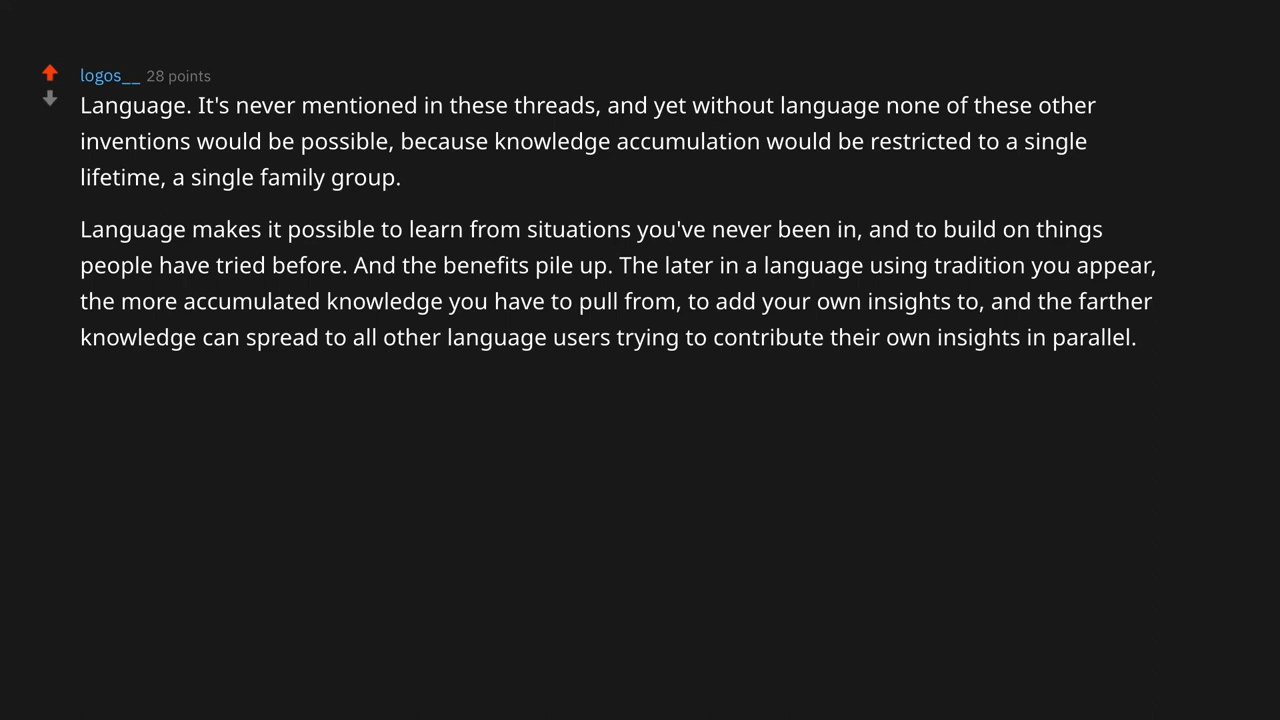 logos__ 28 points
Language. It's never mentioned in these threads, and yet without language none of these other
inventions would be possible, because knowledge accumulation would be restricted to a single
lifetime, a single family group.
Language makes it possible to learn from situations you've never been in, and to build on things
people have tried before. And the benefits pile up. The later in a language using tradition you appear,
the more accumulated knowledge you have to pull from, to add your own insights to, and the farther
knowledge can spread to all other language users trying to contribute their own insights in parallel.